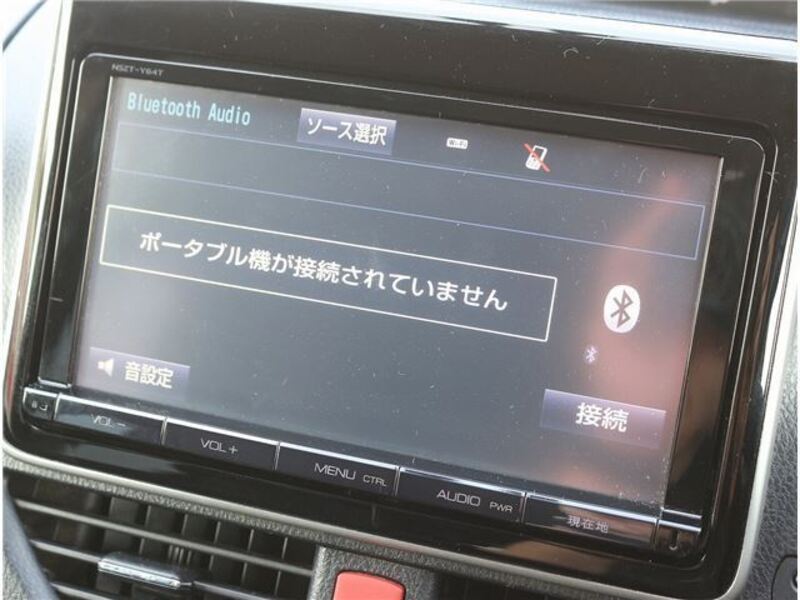 NSZT-Y64T
Bluetooth Audio
ソース選択
Wi-Fi
ポータブル機が接続されていません
音設定
接続
VOL−
VOL+
MENU CTRL
AUDIO PWR
現在地